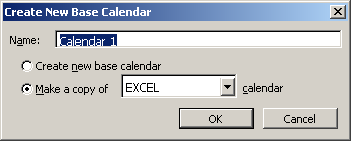 Create New Base Calendar
Name: Calendar 1
Create new base calendar
Make a copy of EXCEL calendar
OK Cancel